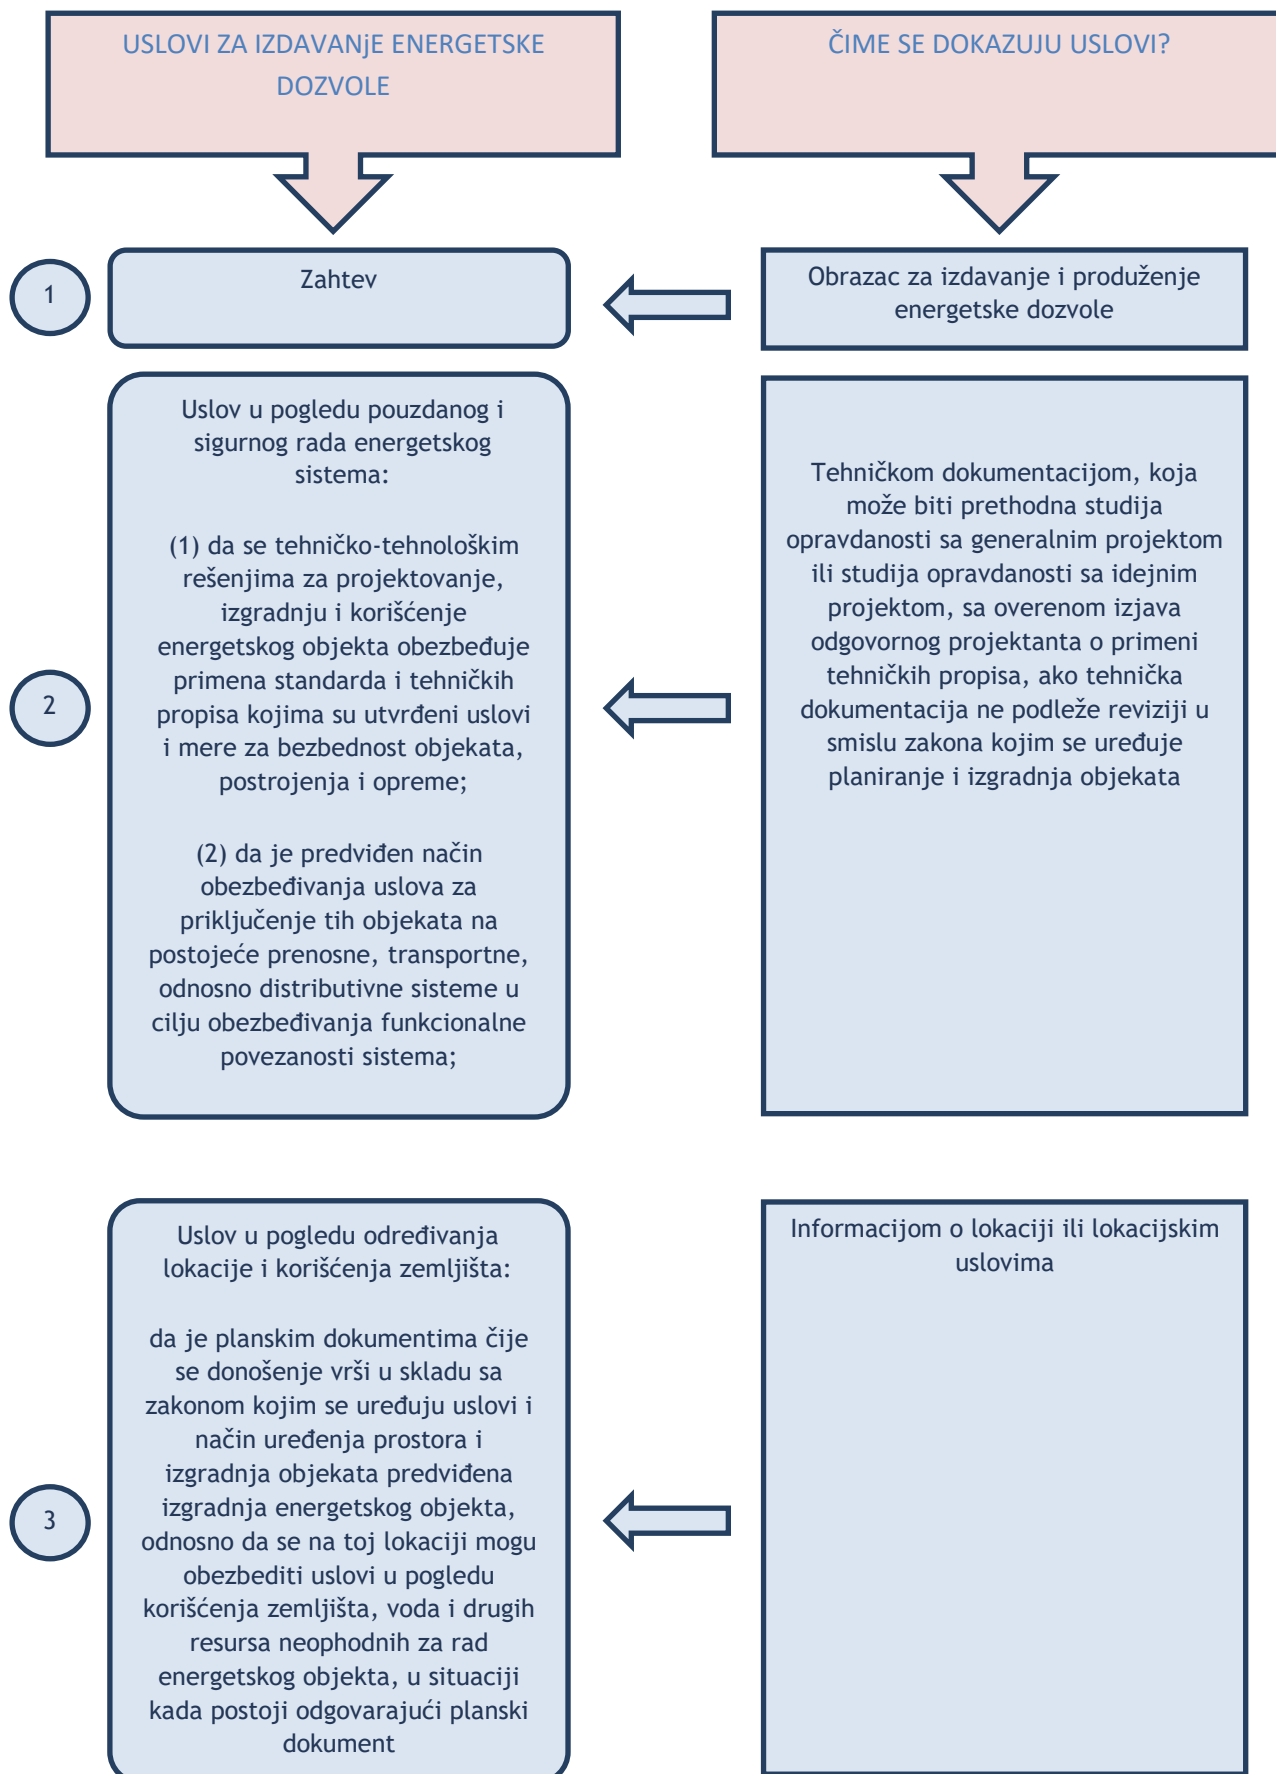 USLOVI ZA IZDAVANjE ENERGETSKE
DOZVOLE
ČIME SE DOKAZUJU USLOVI?
1
Zahtev
Obrazac za izdavanje i produženje
energetske dozvole
2
Uslov u pogledu pouzdanog i
sigurnog rada energetskog
sistema:
(1) da se tehničko-tehnološkim
rešenjima za projektovanje,
izgradnju i korišćenje
energetskog objekta obezbeđuje
primena standarda i tehničkih
propisa kojima su utvrđeni uslovi
i mere za bezbednost objekata,
postrojenja i opreme;
(2) da je predviđen način
obezbeđivanja uslova za
priključenje tih objekata na
postojeće prenosne, transportne,
odnosno distributivne sisteme u
cilju obezbeđivanja funkcionalne
povezanosti sistema;
Tehničkom dokumentacijom, koja
može biti prethodna studija
opravdanosti sa generalnim projektom
ili studija opravdanosti sa idejnim
projektom, sa overenom izjava
odgovornog projektanta o primeni
tehničkih propisa, ako tehnička
dokumentacija ne podleže reviziji u
smislu zakona kojim se uređuje
planiranje i izgradnja objekata
3
Uslov u pogledu određivanja
lokacije i korišćenja zemljišta:
da je planskim dokumentima čije
se donošenje vrši u skladu sa
zakonom kojim se uređuju uslovi i
način uređenja prostora i
izgradnja objekata predviđena
izgradnja energetskog objekta,
odnosno da se na toj lokaciji mogu
obezbediti uslovi u pogledu
korišćenja zemljišta, voda i drugih
resursa neophodnih za rad
energetskog objekta, u situaciji
kada postoji odgovarajući planski
dokument
Informacijom o lokaciji ili lokacijskim
uslovima